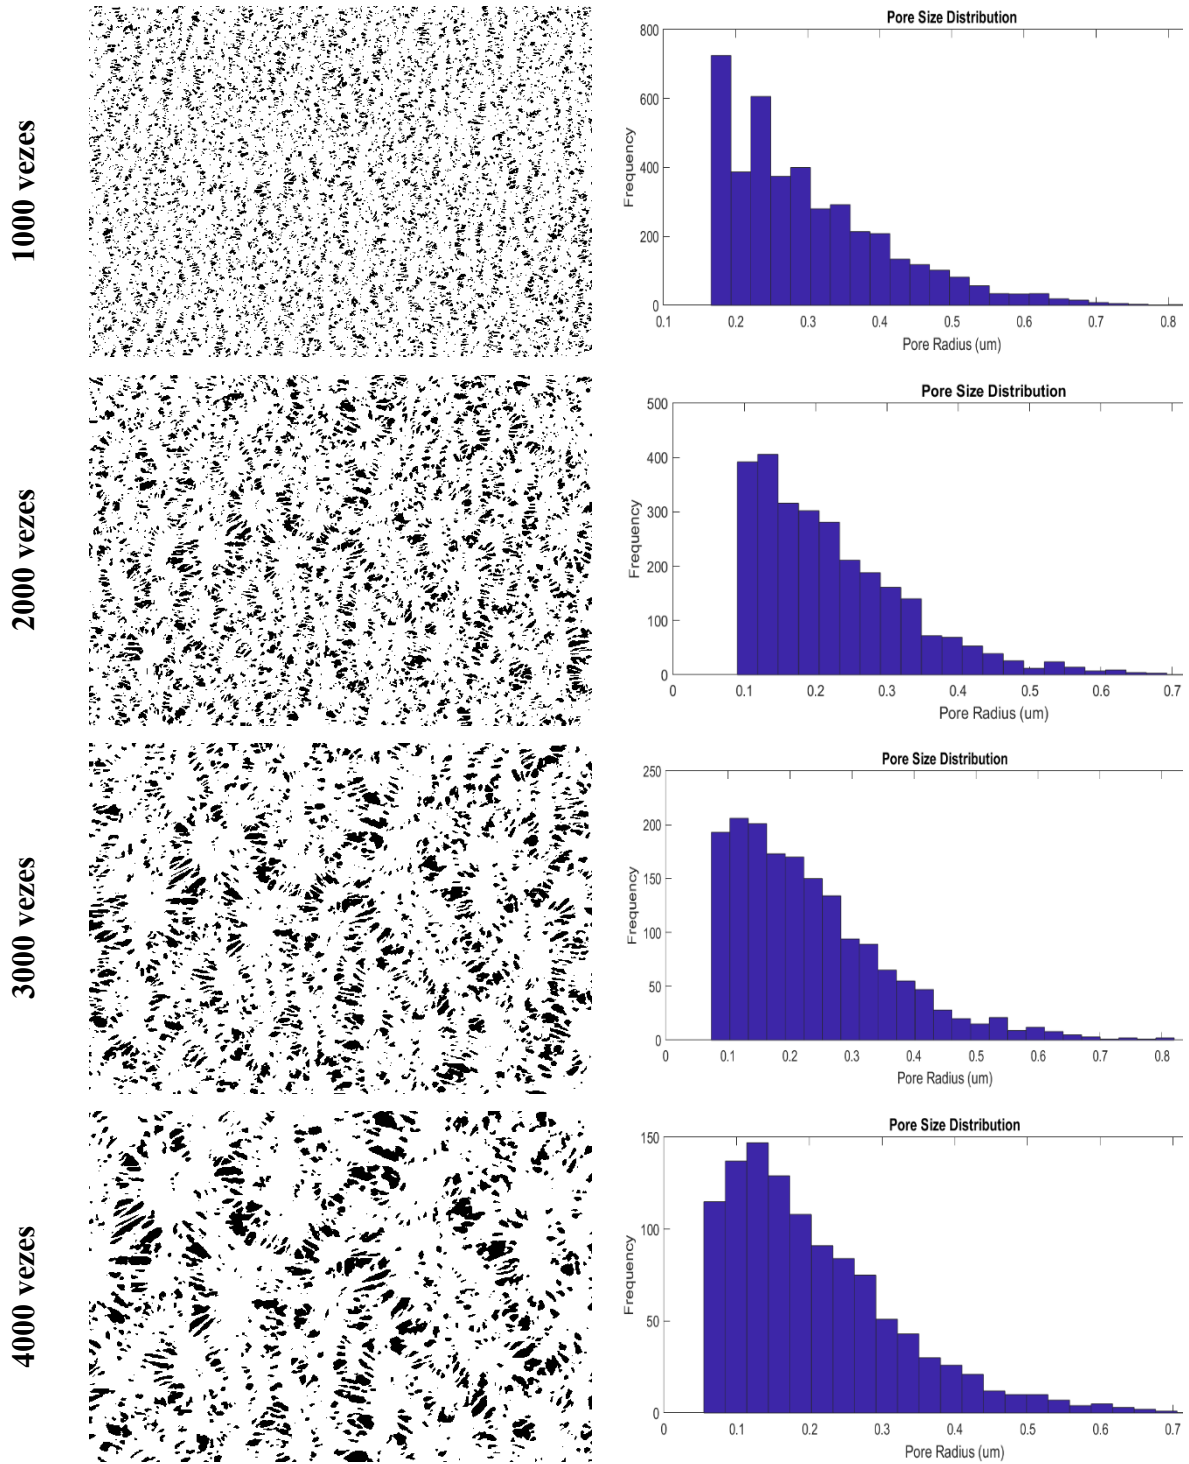 1000 vezes
Pore Size Distribution
800
600
400
200
0
Frequency
0.1 0.2 0.3 0.4 0.5 0.6 0.7 0.8
Pore Radius (um)
2000 vezes
Pore Size Distribution
500
400
300
200
100
0
Frequency
0 0.1 0.2 0.3 0.4 0.5 0.6 0.7
Pore Radius (um)
3000 vezes
Pore Size Distribution
250
200
150
100
50
0
Frequency
0 0.1 0.2 0.3 0.4 0.5 0.6 0.7 0.8
Pore Radius (um)
4000 vezes
Pore Size Distribution
150
100
50
0
Frequency
0 0.1 0.2 0.3 0.4 0.5 0.6 0.7
Pore Radius (um)